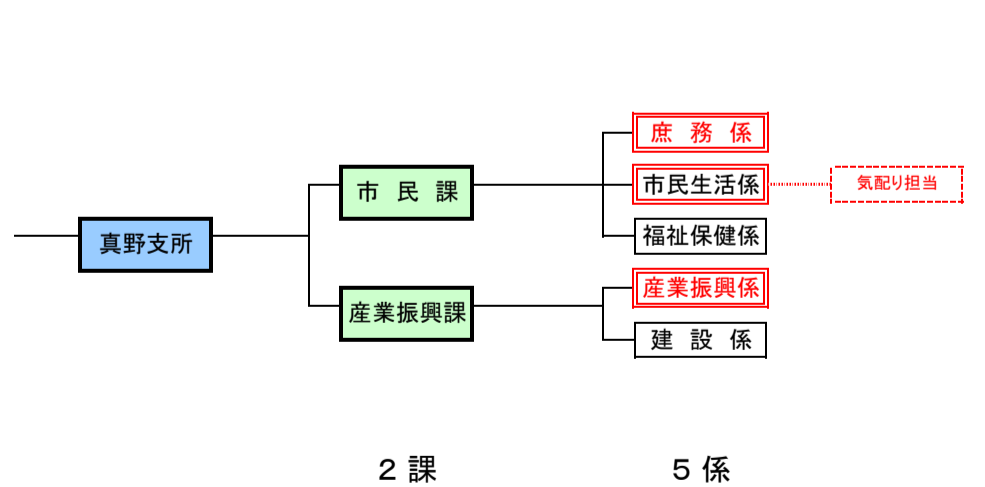 真野支所
市民課
庶務係
市民生活係
気配り担当
福祉保健係
産業振興課
産業振興係
建設係
２課
５係